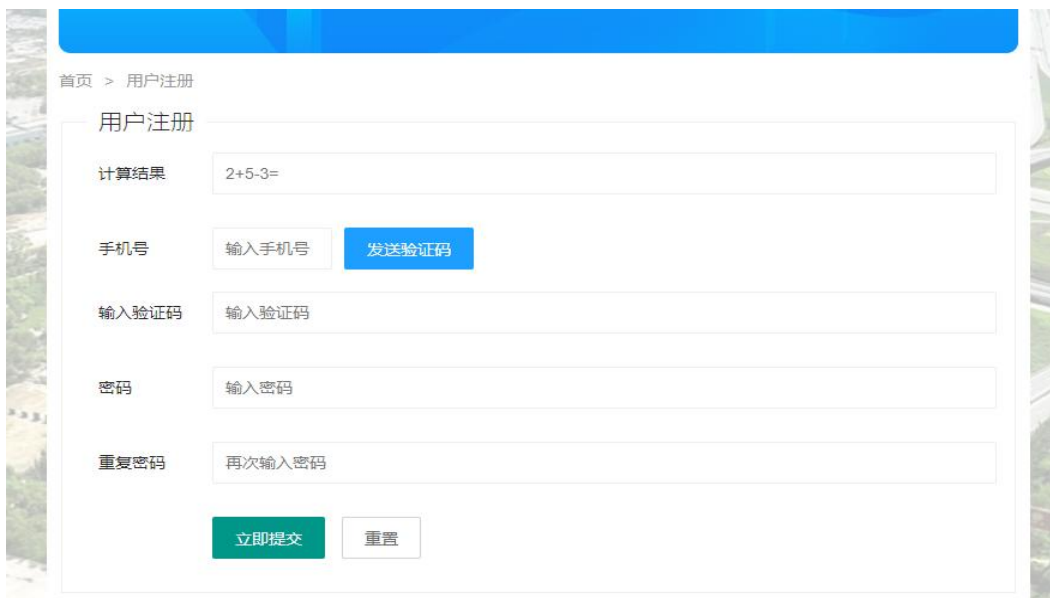 首页 > 用户注册
用户注册
计算结果 2+5-3=
手机号 输入手机号 发送验证码
输入验证码 输入验证码
密码 输入密码
重复密码 再次输入密码
立即提交 重置